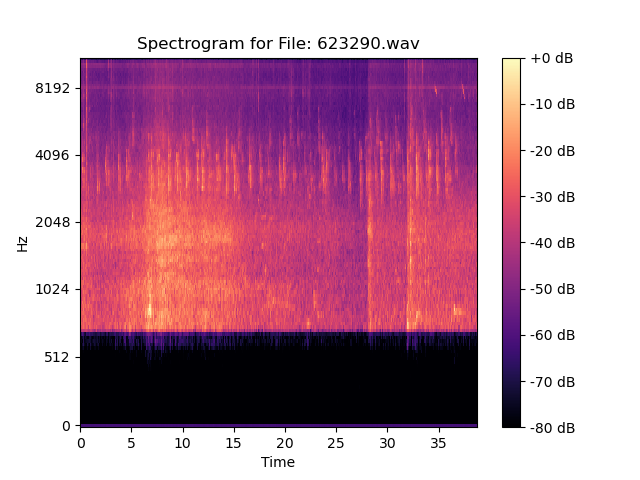 Spectrogram for File: 623290.wav
Hz
8192
4096
2048
1024
512
0
0 5 10 15 20 25 30 35
Time
+0 dB
-10 dB
-20 dB
-30 dB
-40 dB
-50 dB
-60 dB
-70 dB
-80 dB